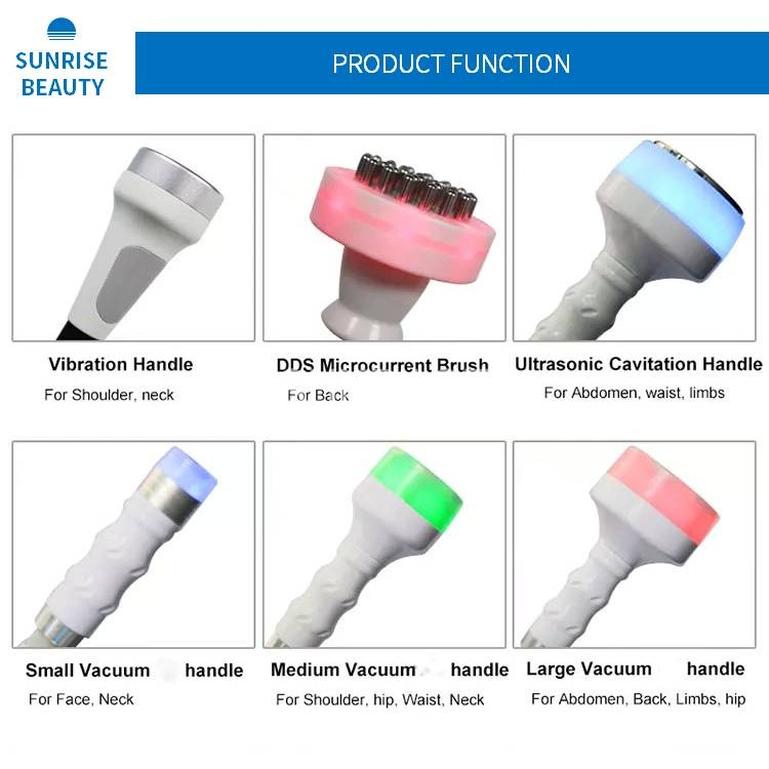 SUNRISE
BEAUTY
PRODUCT FUNCTION
Vibration Handle
For Shoulder, neck
DDS Microcurrent Brush
For Back
Ultrasonic Cavitation Handle
For Abdomen, waist, limbs
Small Vacuum handle
For Face, Neck
Medium Vacuum handle
For Shoulder, hip, Waist, Neck
Large Vacuum handle
For Abdomen, Back, Limbs, hip